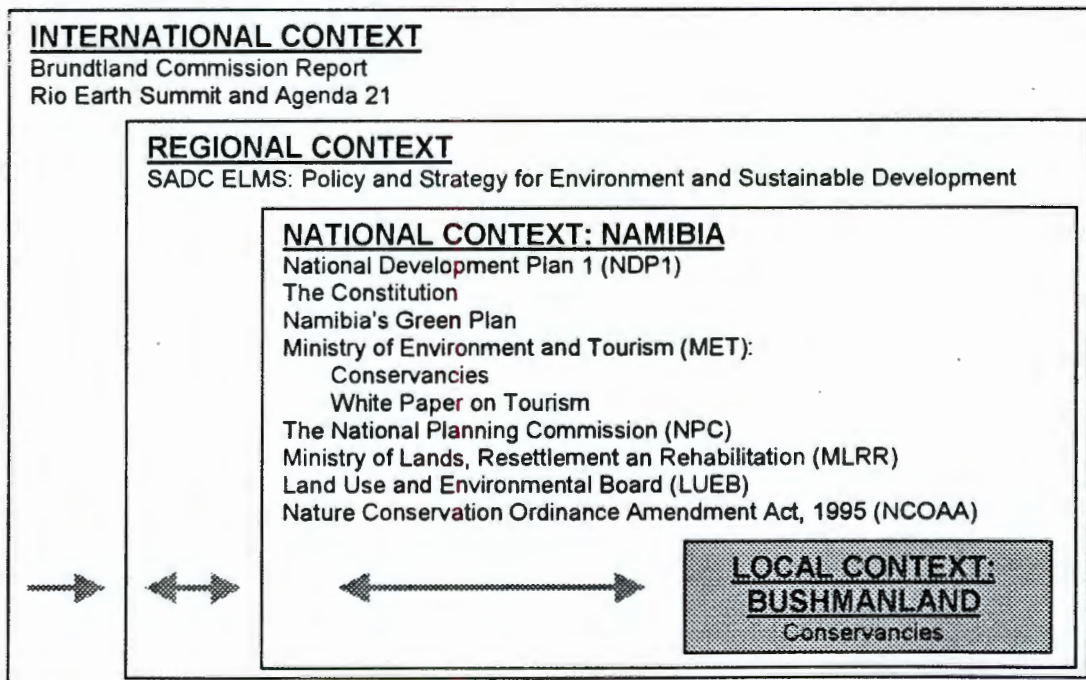 INTERNATIONAL CONTEXT
Brundtland Commission Report
Rio Earth Summit and Agenda 21
REGIONAL CONTEXT
SADC ELMS: Policy and Strategy for Environment and Sustainable Development
NATIONAL CONTEXT: NAMIBIA
National Development Plan 1 (NDP1)
The Constitution
Namibia's Green Plan
Ministry of Environment and Tourism (MET):
Conservancies
White Paper on Tourism
The National Planning Commission (NPC)
Ministry of Lands, Resettlement an Rehabilitation (MLRR)
Land Use and Environmental Board (LUEB)
Nature Conservation Ordinance Amendment Act, 1995 (NCOAA)
LOCAL CONTEXT:
BUSHMANLAND
Conservancies